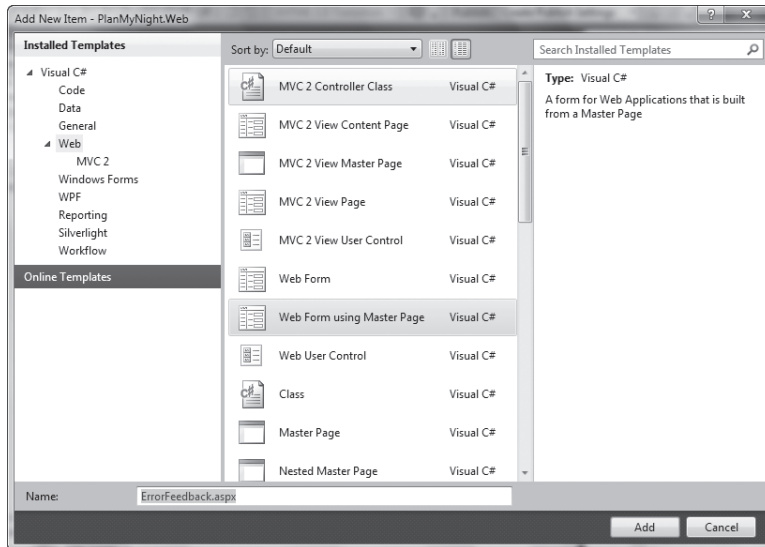 Add New Item - PlanMyNight.Web
? x
Installed Templates
Sort by: Default
Search Installed Templates
Visual C#
Code
Data
General
Web
MVC 2
Windows Forms
WPF
Reporting
Silverlight
Workflow
Online Templates
MVC 2 Controller Class Visual C#
MVC 2 View Content Page Visual C#
MVC 2 View Master Page Visual C#
MVC 2 View Page Visual C#
MVC 2 View User Control Visual C#
Web Form Visual C#
Web Form using Master Page Visual C#
Web User Control Visual C#
Class Visual C#
Master Page Visual C#
Nested Master Page Visual C#
Type: Visual C#
A form for Web Applications that is built
from a Master Page
Name: ErrorFeedback.aspx
Add Cancel